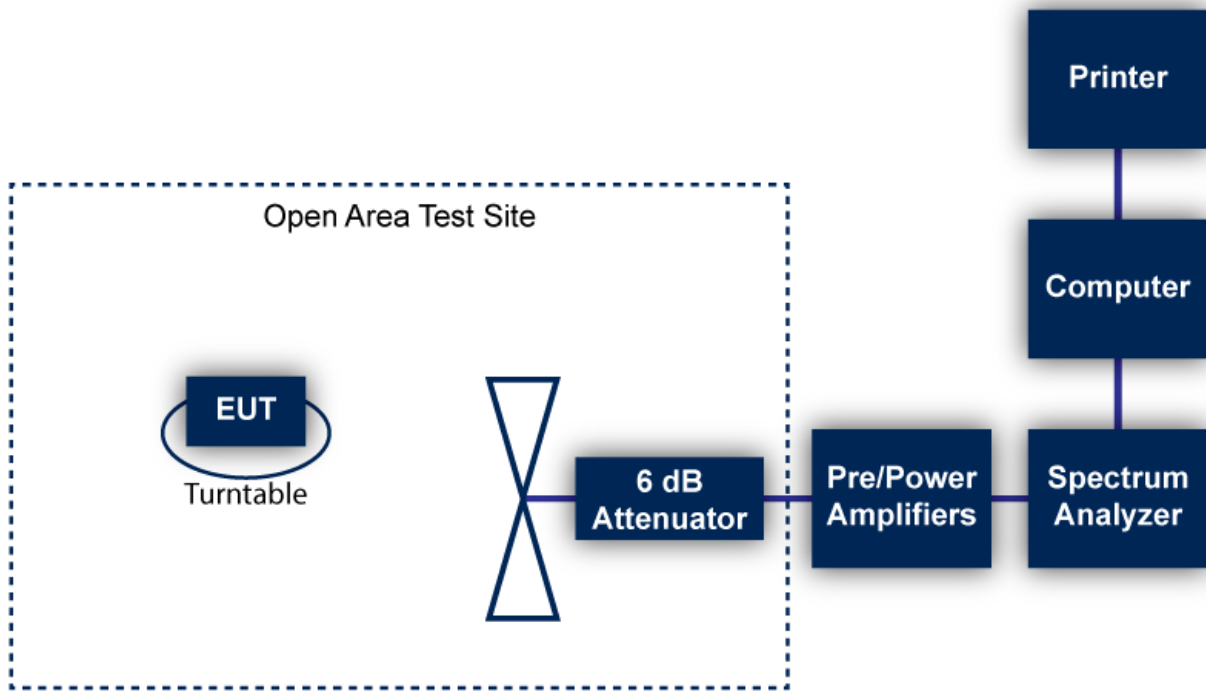 Printer
Open Area Test Site
Computer
EUT
Turntable
6 dB
Attenuator
Pre/Power
Amplifiers
Spectrum
Analyzer